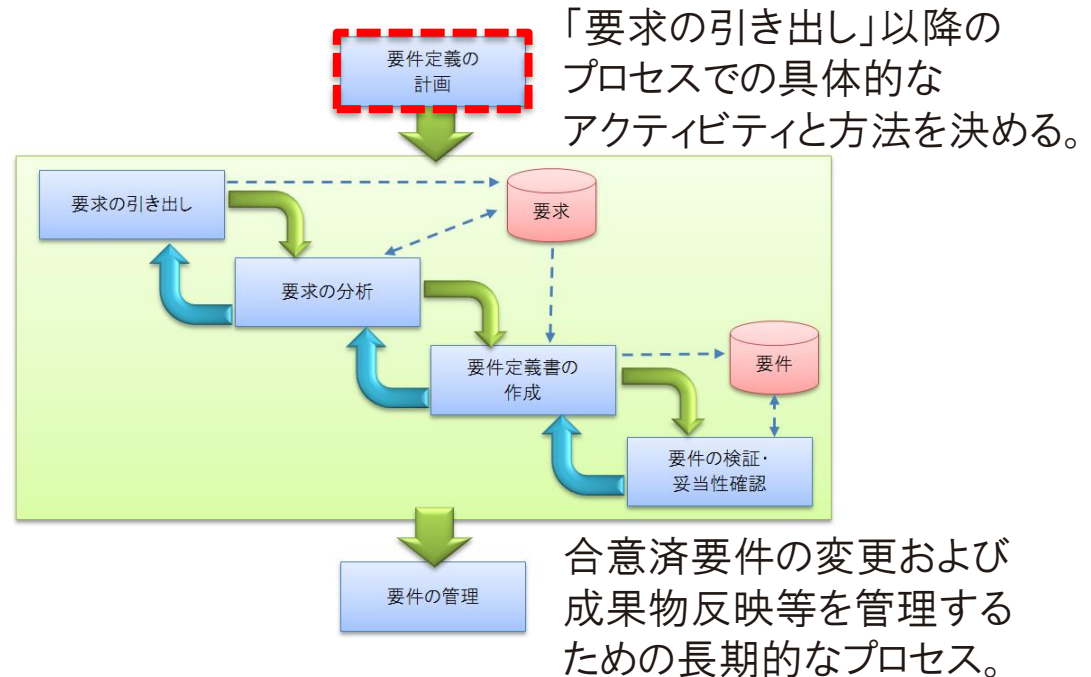 要件定義の
計画
「要求の引き出し」以降の
プロセスでの具体的な
アクティビティと方法を決める。
要求の引き出し
要求
要求の分析
要件定義書の
作成
要件
要件の検証・
妥当性確認
要件の管理
合意済要件の変更および
成果物反映等を管理する
ための長期的なプロセス。